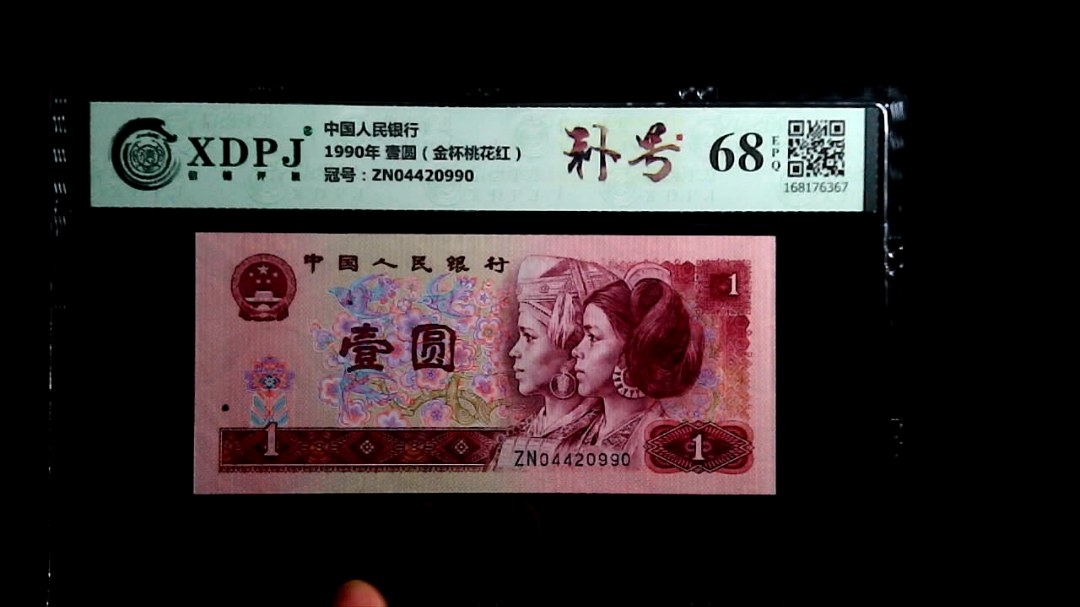 XDPJ
中国人民银行
1990年 壹圆（金杯桃花红）
冠号：ZN04420990
补号
68
EPQ
168176367
中国人民银行
1
壹圆
1
1
ZN04420990